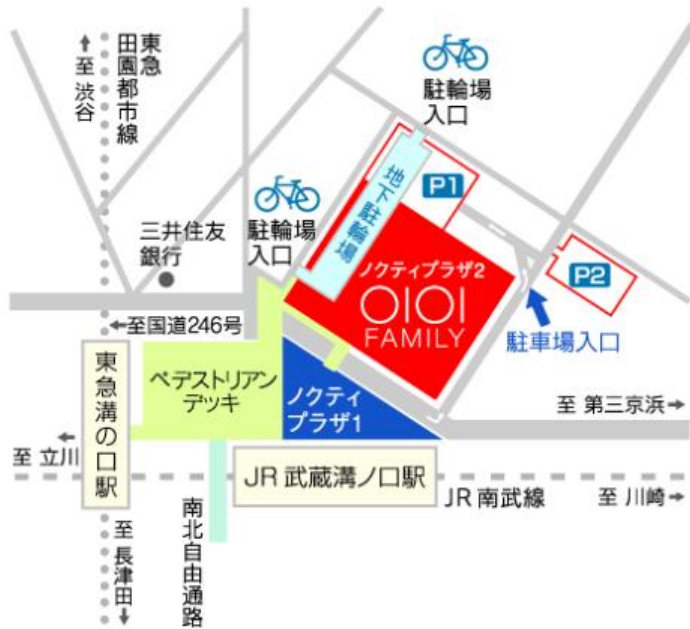 東急
田園都市線
至 渋谷
駐輪場
入口
P1
地下駐輪場
駐輪場
入口
三井住友
銀行
ノクティプラザ2
OIOI
FAMILY
P2
駐車場入口
至国道246号
ペデストリアン
デッキ
ノクティ
プラザ1
至 第三京浜
東急溝の口駅
至 立川
JR 武蔵溝ノ口駅
JR 南武線
至 川崎
南北自由通路
至 長津田